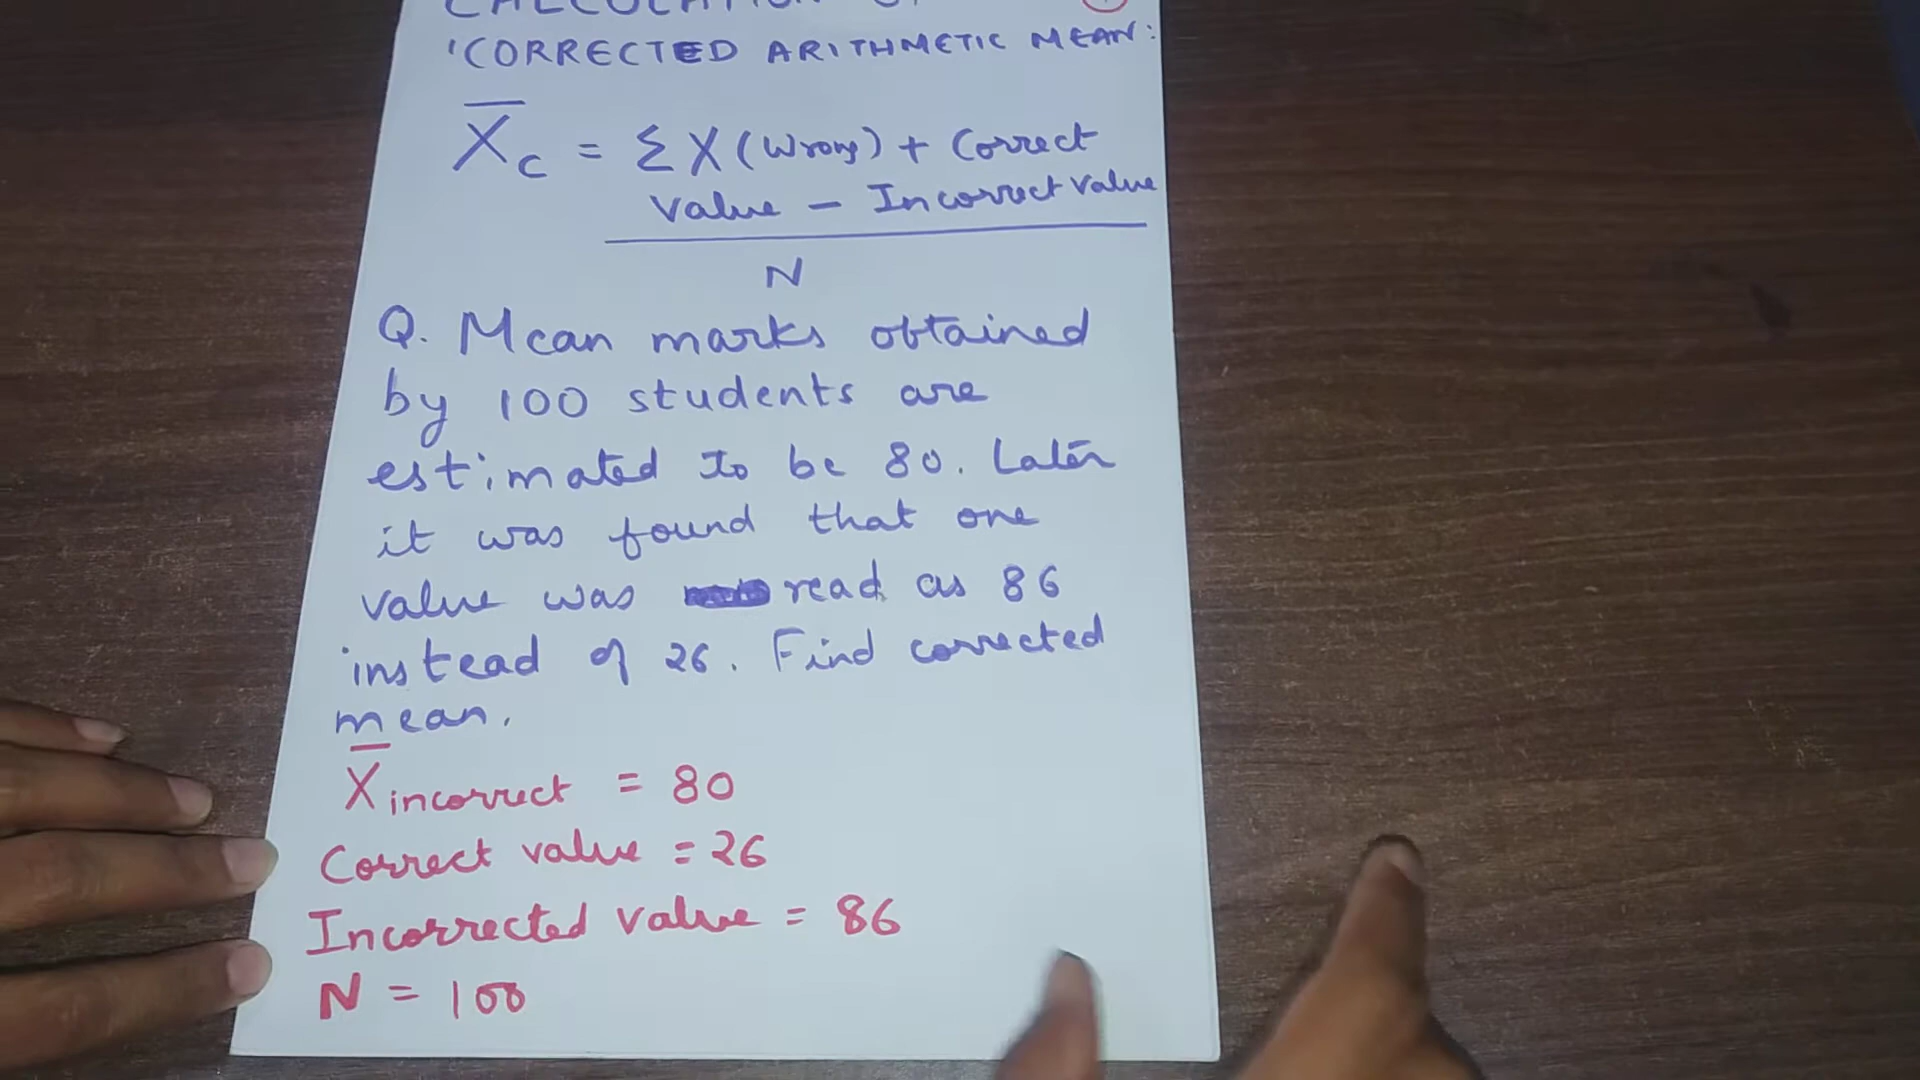 CALCULATION OF
'CORRECTED ARITHMETIC MEAN:
X̅c = ΣX (Wrong) + Correct
Value – Incorrect Value
N
Q. Mean marks obtained
by 100 students are
estimated to be 80. Later
it was found that one
value was read as 86
instead of 26. Find corrected
mean.
X̅ incorrect = 80
Correct value = 26
Incorrected value = 86
N = 100